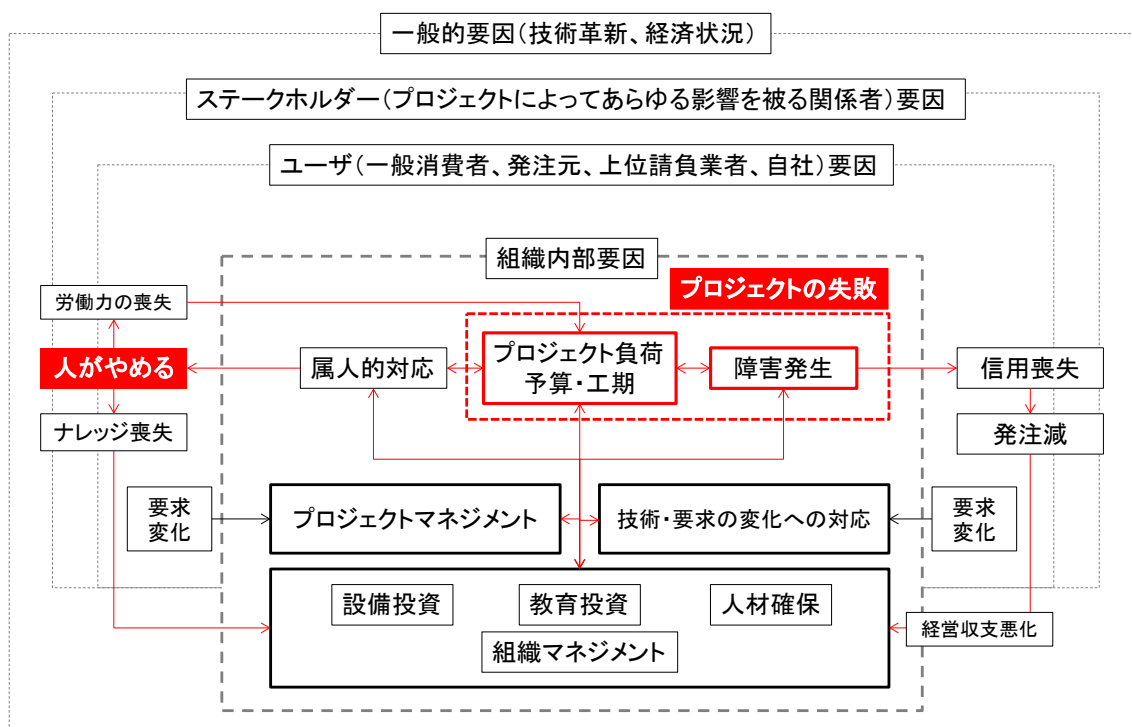 一般的要因(技術革新、経済状況)
ステークホルダー(プロジェクトによってあらゆる影響を被る関係者)要因
ユーザ(一般消費者、発注元、上位請負業者、自社)要因
組織内部要因
プロジェクトの失敗
労働力の喪失
人がやめる
ナレッジ喪失
属人的対応
プロジェクト負荷
予算・工期
障害発生
信用喪失
発注減
要求
変化
プロジェクトマネジメント
技術・要求の変化への対応
要求
変化
設備投資
教育投資
人材確保
組織マネジメント
経営収支悪化